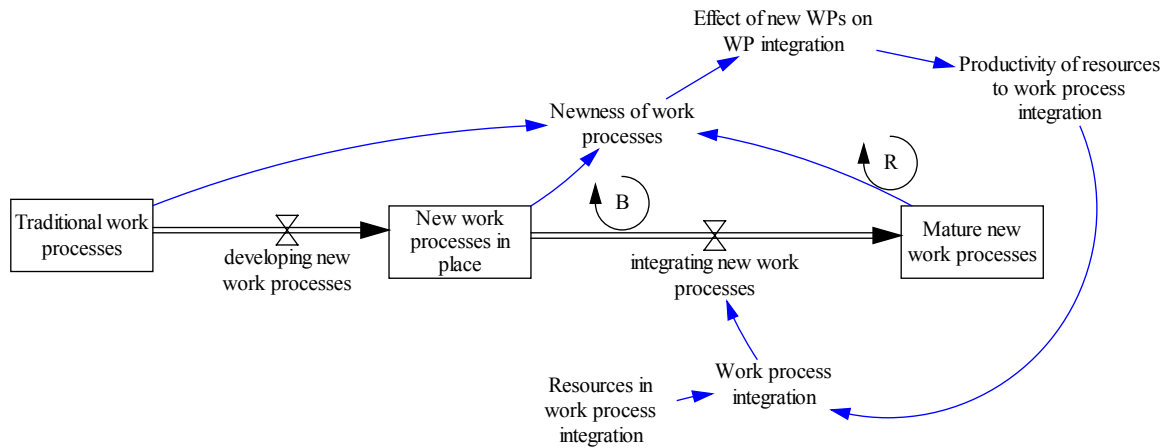 Effect of new WPs on
WP integration
Productivity of resources
to work process
integration
Newness of work
processes
R
B
Traditional work
processes
developing new
work processes
New work
processes in
place
integrating new work
processes
Mature new
work processes
Resources in
work process
integration
Work process
integration